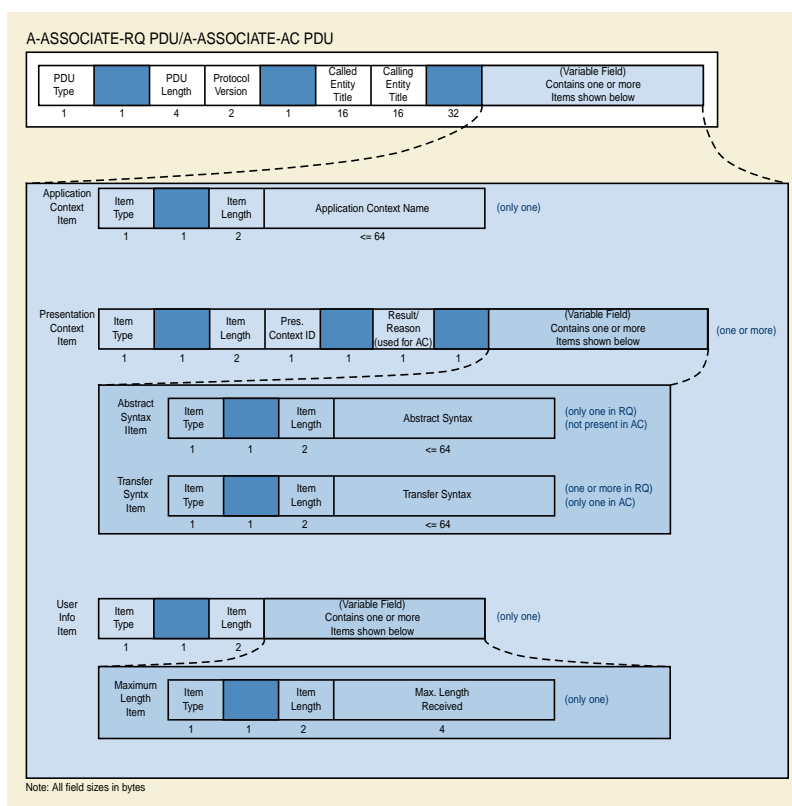 A-ASSOCIATE-RQ PDU/A-ASSOCIATE-AC PDU
PDU Type
PDU Length
Protocol Version
Called Entity Title
Calling Entity Title
(Variable Field)
Contains one or more
Items shown below
1 1 4 2 1 16 16 32
Application Context Item
Item Type
Item Length
Application Context Name
(only one)
1 1 2 <= 64
Presentation Context Item
Item Type
Item Length
Pres. Context ID
Result/ Reason (used for AC)
(Variable Field)
Contains one or more
Items shown below
(one or more)
1 1 2 1 1 1 1
Abstract Syntax IItem
Item Type
Item Length
Abstract Syntax
(only one in RQ)
(not present in AC)
1 1 2 <= 64
Transfer Syntx Item
Item Type
Item Length
Transfer Syntax
(one or more in RQ)
(only one in AC)
1 1 2 <= 64
User Info Item
Item Type
Item Length
(Variable Field)
Contains one or more
Items shown below
(only one)
1 1 2
Maximum Length Item
Item Type
Item Length
Max. Length Received
(only one)
1 1 2 4
Note: All field sizes in bytes